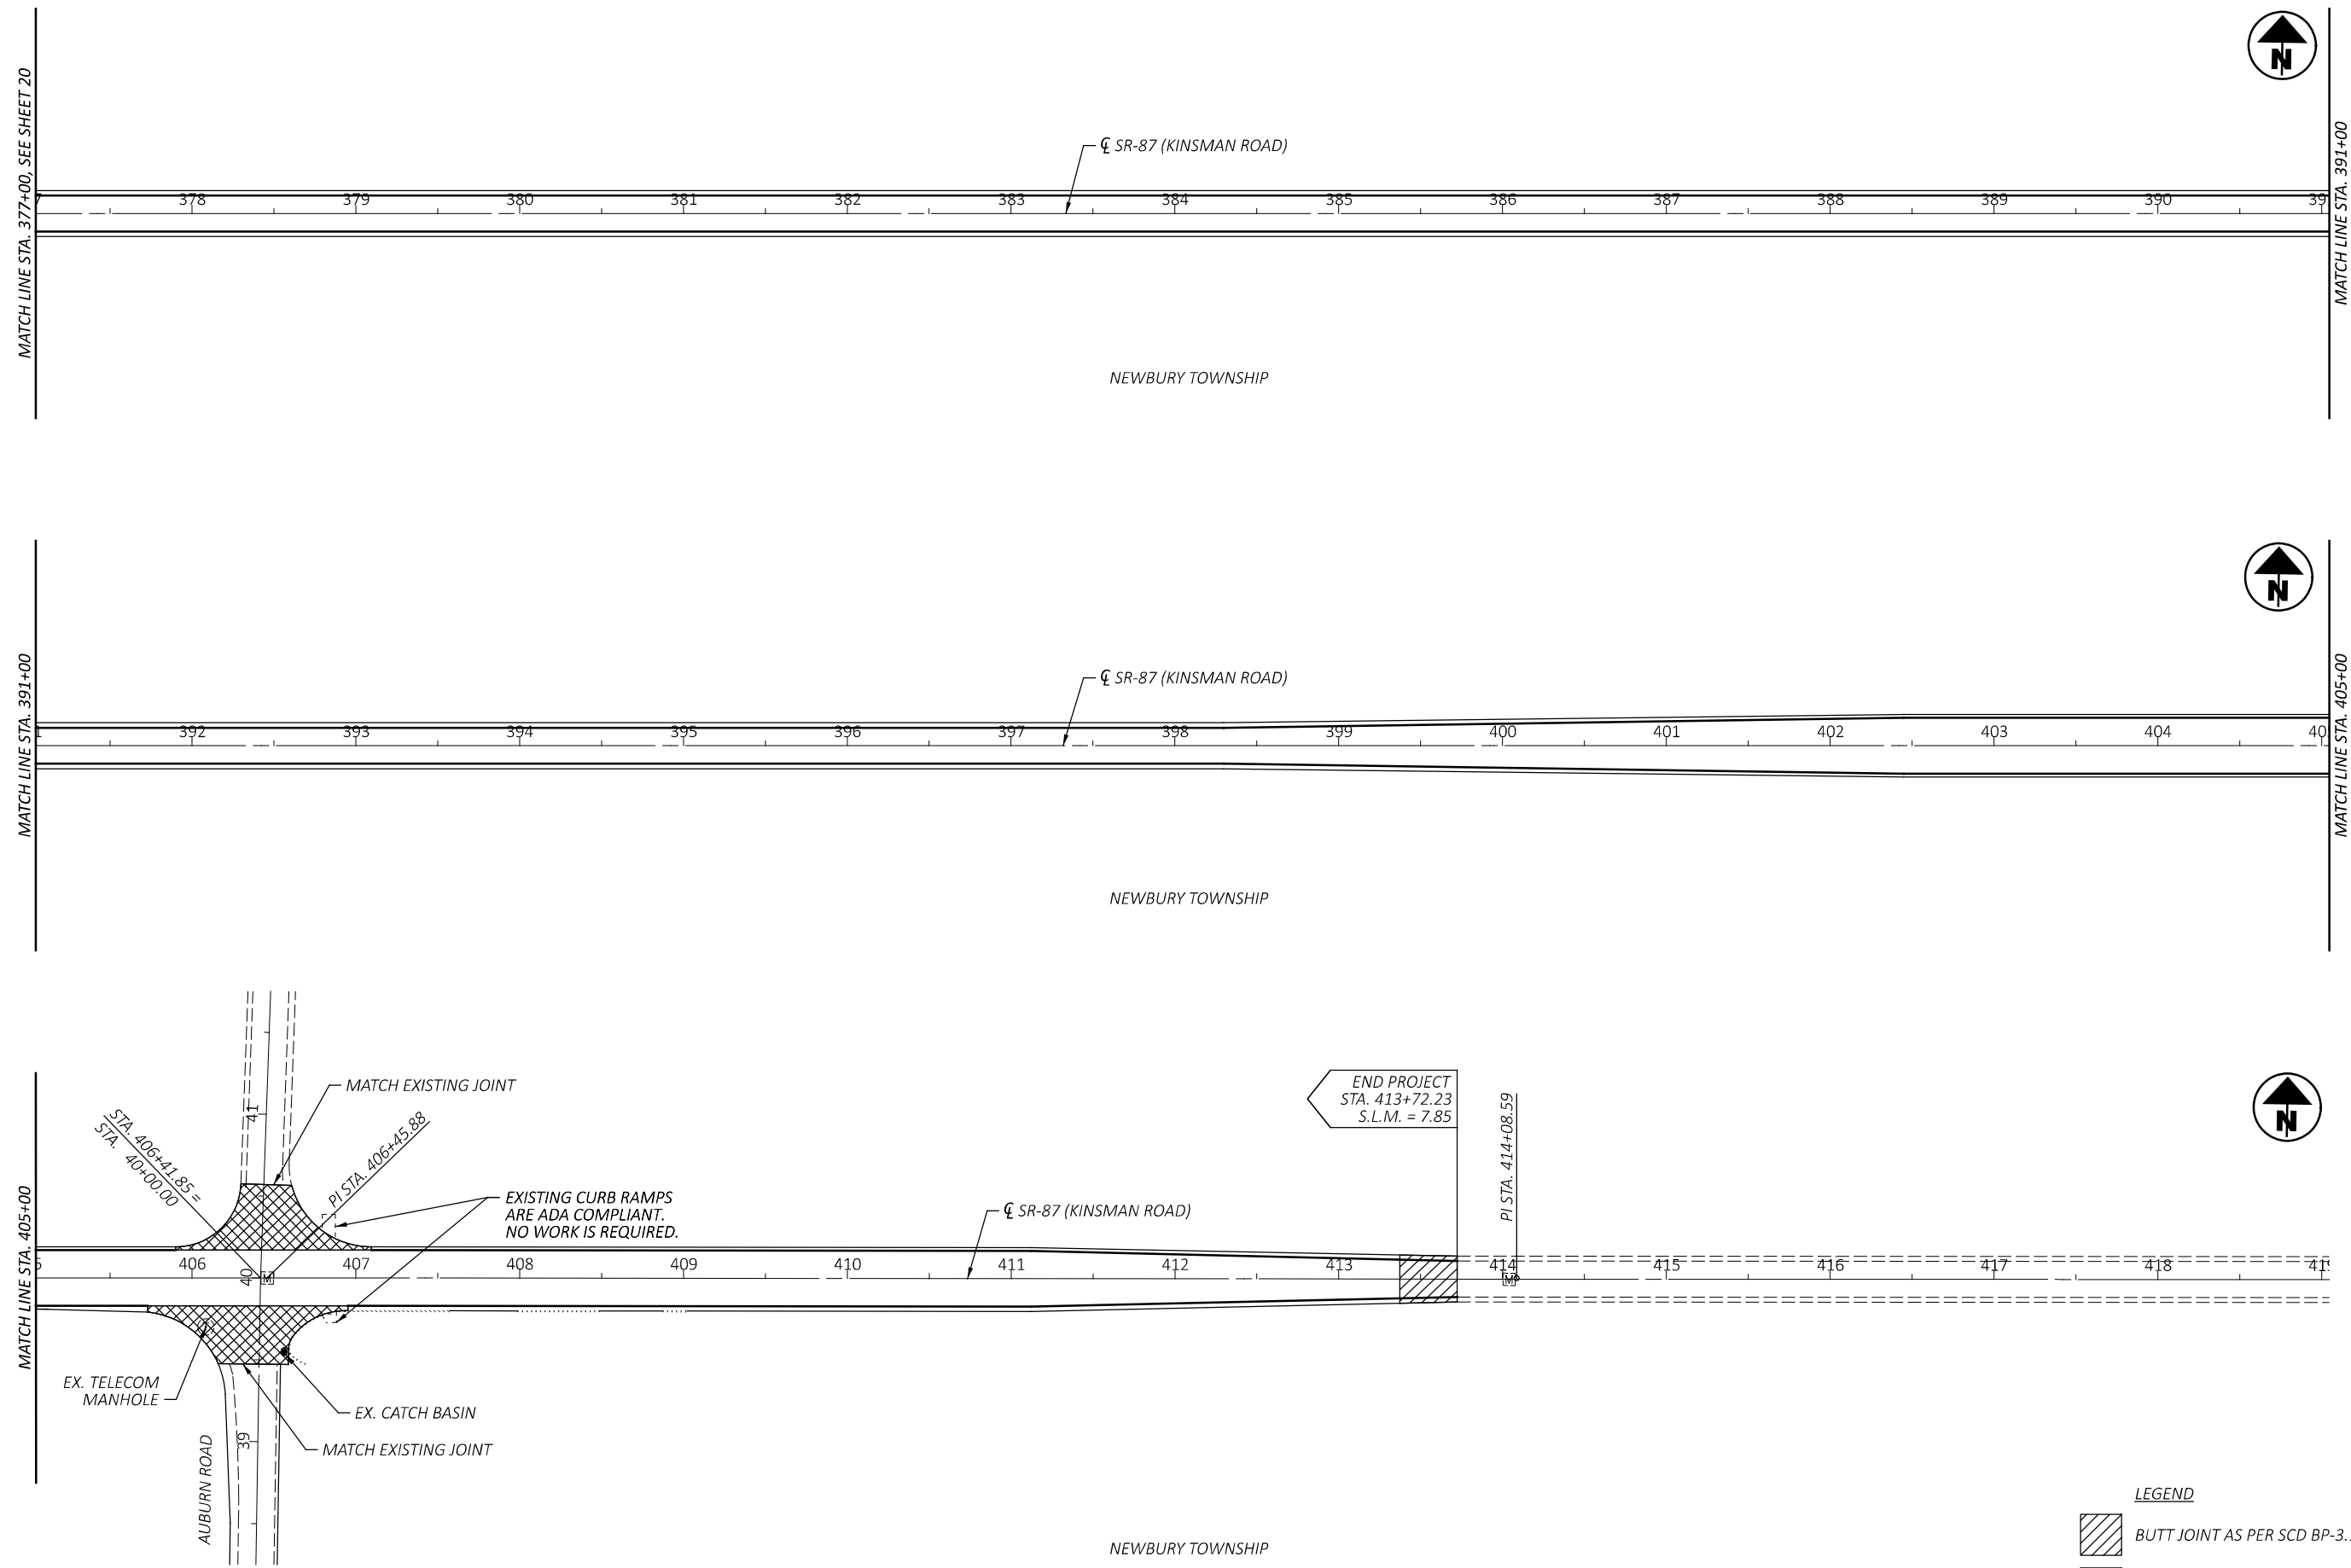 MATCH LINE STA. 377+00, SEE SHEET 20
N
℄ SR-87 (KINSMAN ROAD)
378 379 380 381 382 383 384 385 386 387 388 389 390
MATCH LINE STA. 391+00
NEWBURY TOWNSHIP
MATCH LINE STA. 391+00
N
℄ SR-87 (KINSMAN ROAD)
392 393 394 395 396 397 398 399 400 401 402 403 404
MATCH LINE STA. 405+00
NEWBURY TOWNSHIP
MATCH LINE STA. 405+00
N
STA. 406+41.85 =
STA. 40+00.00
41
MATCH EXISTING JOINT
PI STA. 406+45.88
EXISTING CURB RAMPS
ARE ADA COMPLIANT.
NO WORK IS REQUIRED.
℄ SR-87 (KINSMAN ROAD)
END PROJECT
STA. 413+72.23
S.L.M. = 7.85
PI STA. 414+08.59
406 407 408 409 410 411 412 413 414 415 416 417 418
40
M
M
EX. TELECOM
MANHOLE
EX. CATCH BASIN
MATCH EXISTING JOINT
39
AUBURN ROAD
NEWBURY TOWNSHIP
LEGEND
BUTT JOINT AS PER SCD BP-3.